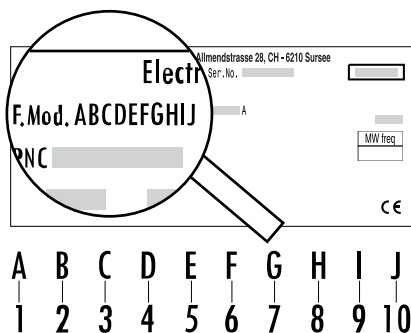 Allmendstrasse 28, CH - 6210 Sursee
Electr Ser.No.
F.Mod. ABCDEFGHIJ
A
PNC
MW freq
CE
A B C D E F G H I J
1 2 3 4 5 6 7 8 9 10